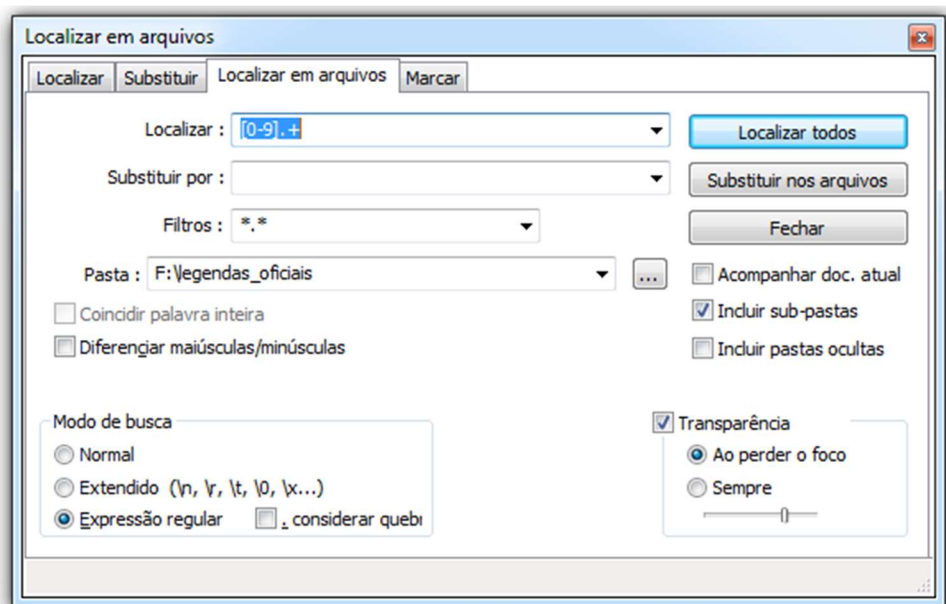 Localizar em arquivos
Localizar Substituir Localizar em arquivos Marcar
Localizar : [0-9].+ Localizar todos
Substituir por : Substituir nos arquivos
Filtros : *.* Fechar
Pasta : F:\legendas_oficiais ... Acompanhar doc. atual
Coincidir palavra inteira Incluir sub-pastas
Diferençiar maiúsculas/minúsculas Incluir pastas ocultas
Modo de busca Transparência
Normal Ao perder o foco
Extendido (\n, \r, \t, \0, \x...) Sempre
Expressão regular . considerar quebr